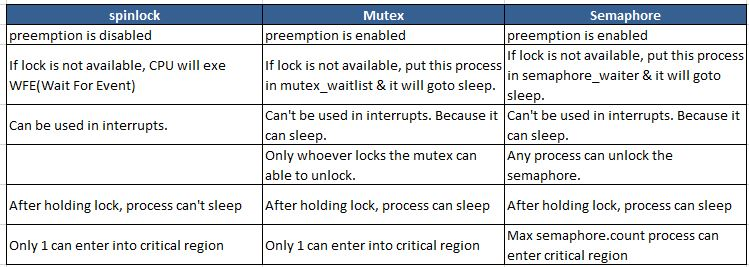 spinlock
Mutex
Semaphore
preemption is disabled
preemption is enabled
preemption is enabled
If lock is not available, CPU will exe
WFE(Wait For Event)
If lock is not available, put this process
in mutex_waitlist & it will goto sleep.
If lock is not available, put this process
in semaphore_waiter & it will goto
sleep.
Can be used in interrupts.
Can't be used in interrupts. Because it
can sleep.
Can't be used in interrupts. Because it
can sleep.
Only whoever locks the mutex can
able to unlock.
Any process can unlock the
semaphore.
After holding lock, process can't sleep
After holding lock, process can sleep
After holding lock, process can sleep
Only 1 can enter into critical region
Only 1 can enter into critical region
Max semaphore.count process can
enter critical region